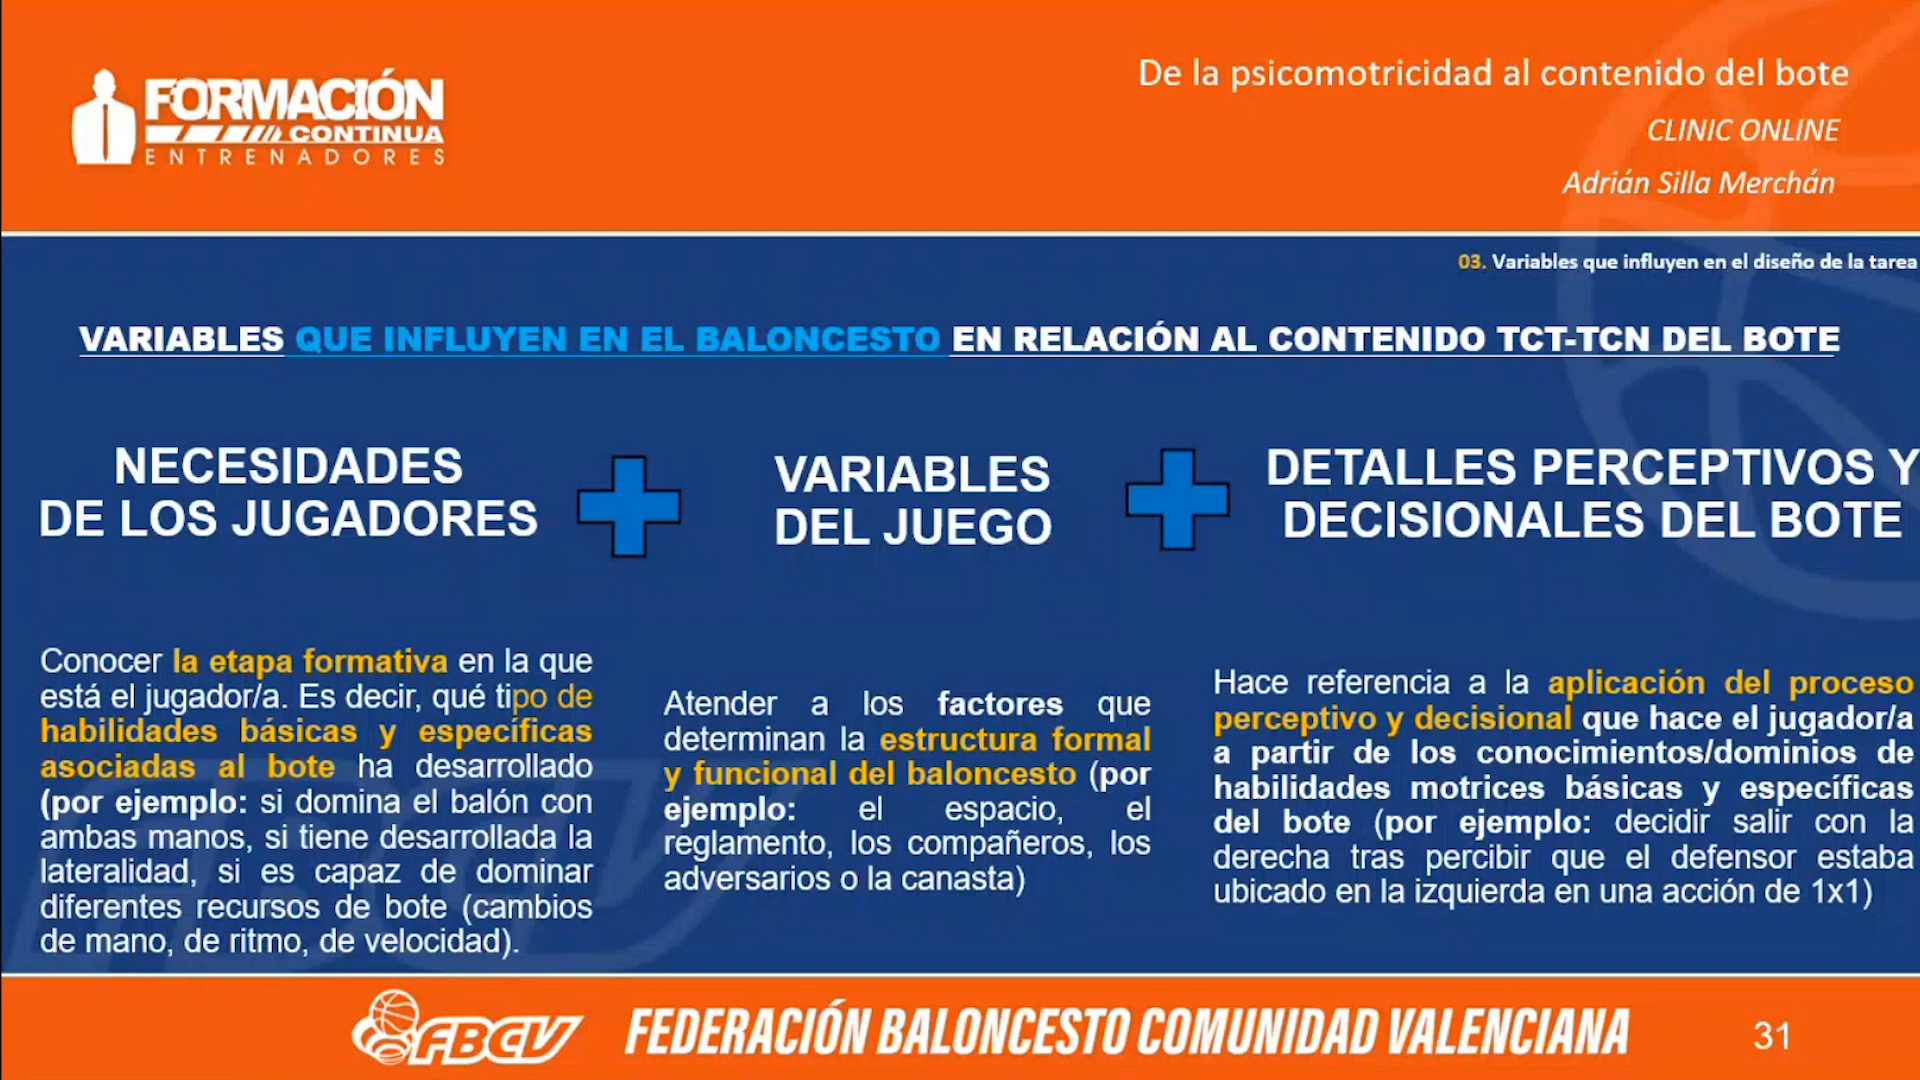 FORMACIÓN
CONTINUA
ENTRENADORES
De la psicomotricidad al contenido del bote
CLINIC ONLINE
Adrián Silla Merchán
03. Variables que influyen en el diseño de la tarea
VARIABLES QUE INFLUYEN EN EL BALONCESTO EN RELACIÓN AL CONTENIDO TCT-TCN DEL BOTE
NECESIDADES
DE LOS JUGADORES
VARIABLES
DEL JUEGO
DETALLES PERCEPTIVOS Y
DECISIONALES DEL BOTE
Conocer la etapa formativa en la que
está el jugador/a. Es decir, qué tipo de
habilidades básicas y específicas
asociadas al bote ha desarrollado
(por ejemplo: si domina el balón con
ambas manos, si tiene desarrollada la
lateralidad, si es capaz de dominar
diferentes recursos de bote (cambios
de mano, de ritmo, de velocidad).
Atender a los factores que
determinan la estructura formal
y funcional del baloncesto (por
ejemplo: el espacio, el
reglamento, los compañeros, los
adversarios o la canasta)
Hace referencia a la aplicación del proceso
perceptivo y decisional que hace el jugador/a
a partir de los conocimientos/dominios de
habilidades motrices básicas y específicas
del bote (por ejemplo: decidir salir con la
derecha tras percibir que el defensor estaba
ubicado en la izquierda en una acción de 1x1)
FBCV
FEDERACIÓN BALONCESTO COMUNIDAD VALENCIANA
31